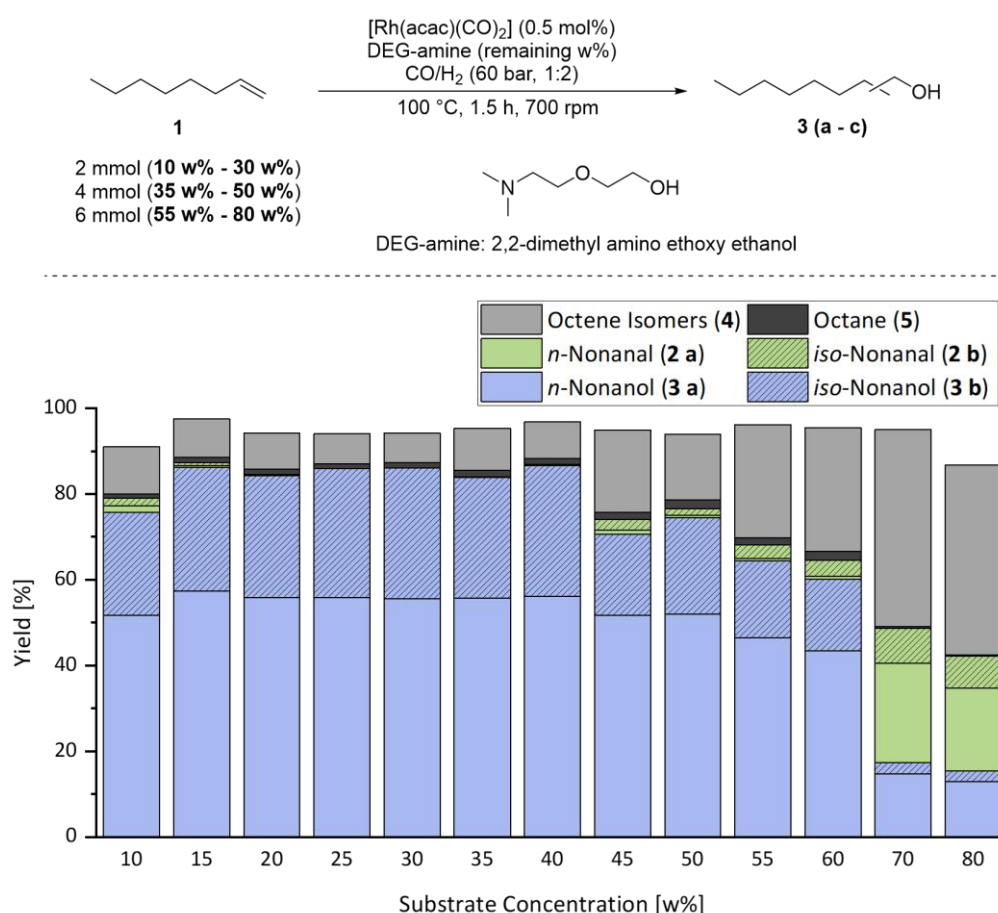 [Rh(acac)(CO)₂] (0.5 mol%)
DEG-amine (remaining w%)
CO/H₂ (60 bar, 1:2)
100 °C, 1.5 h, 700 rpm
OH
1
3 (a - c)
2 mmol (10 w% - 30 w%)
4 mmol (35 w% - 50 w%)
6 mmol (55 w% - 80 w%)
N
O
OH
DEG-amine: 2,2-dimethyl amino ethoxy ethanol
Octene Isomers (4)
Octane (5)
n-Nonanal (2 a)
iso-Nonanal (2 b)
n-Nonanol (3 a)
iso-Nonanol (3 b)
Yield [%]
100
80
60
40
20
0
10 15 20 25 30 35 40 45 50 55 60 70 80
Substrate Concentration [w%]